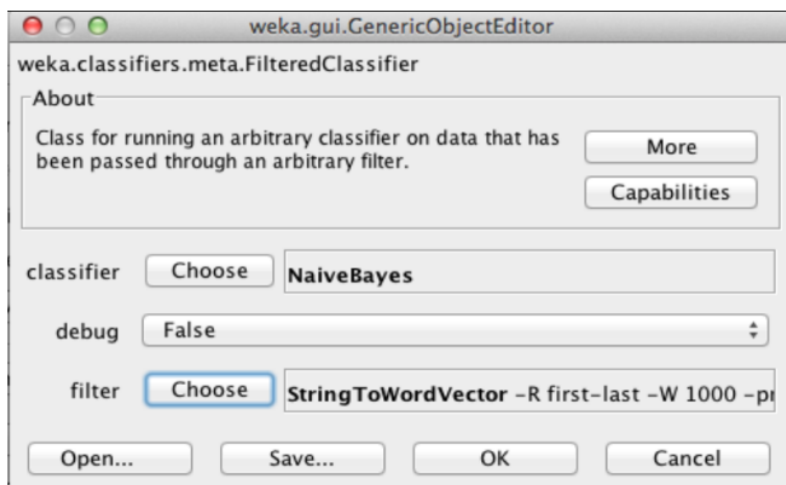 weka.gui.GenericObjectEditor
weka.classifiers.meta.FilteredClassifier
About
Class for running an arbitrary classifier on data that has
been passed through an arbitrary filter.
More
Capabilities
classifier Choose NaiveBayes
debug False
filter Choose StringToWordVector -R first-last -W 1000 -pr
Open... Save... OK Cancel